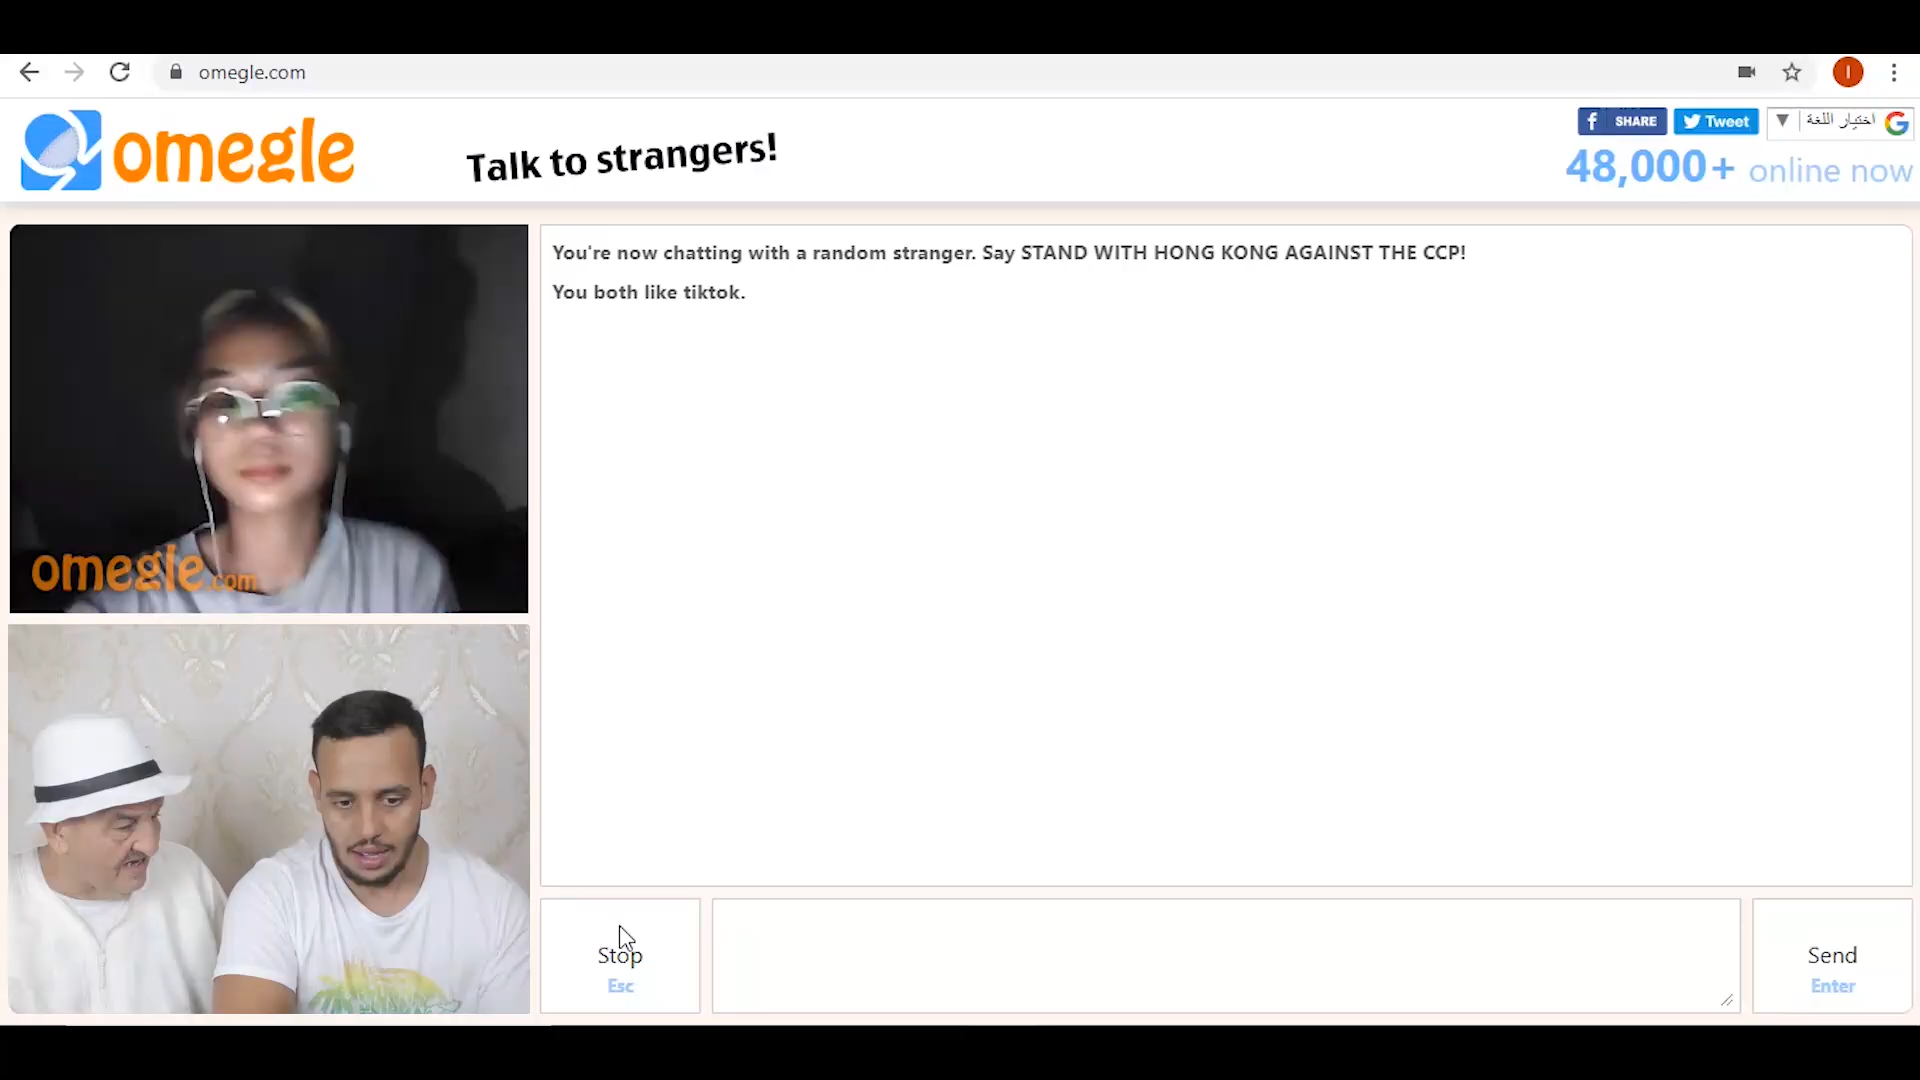 omegle.com
omegle
Talk to strangers!
SHARE
Tweet
اختيار اللغة
48,000+ online now
You're now chatting with a random stranger. Say STAND WITH HONG KONG AGAINST THE CCP!
You both like tiktok.
omegle.com
Stop
Esc
Send
Enter